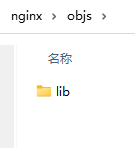 nginx > objs >
名称
lib